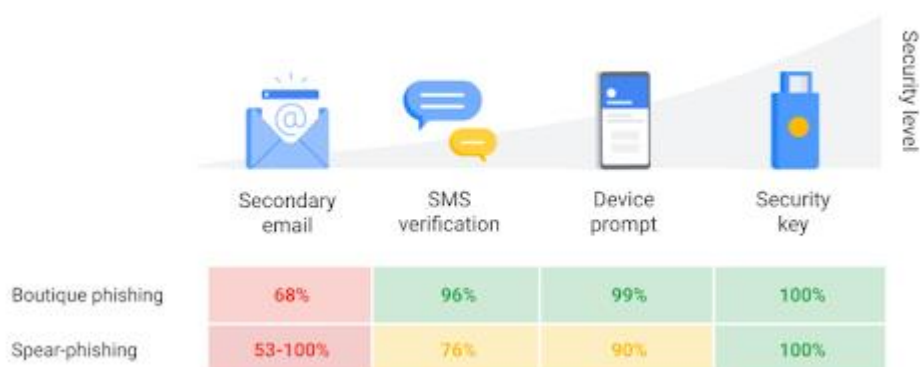 Security level
@
Secondary
email
SMS
verification
Device
prompt
Security
key
Boutique phishing 68% 96% 99% 100%
Spear-phishing 53-100% 76% 90% 100%